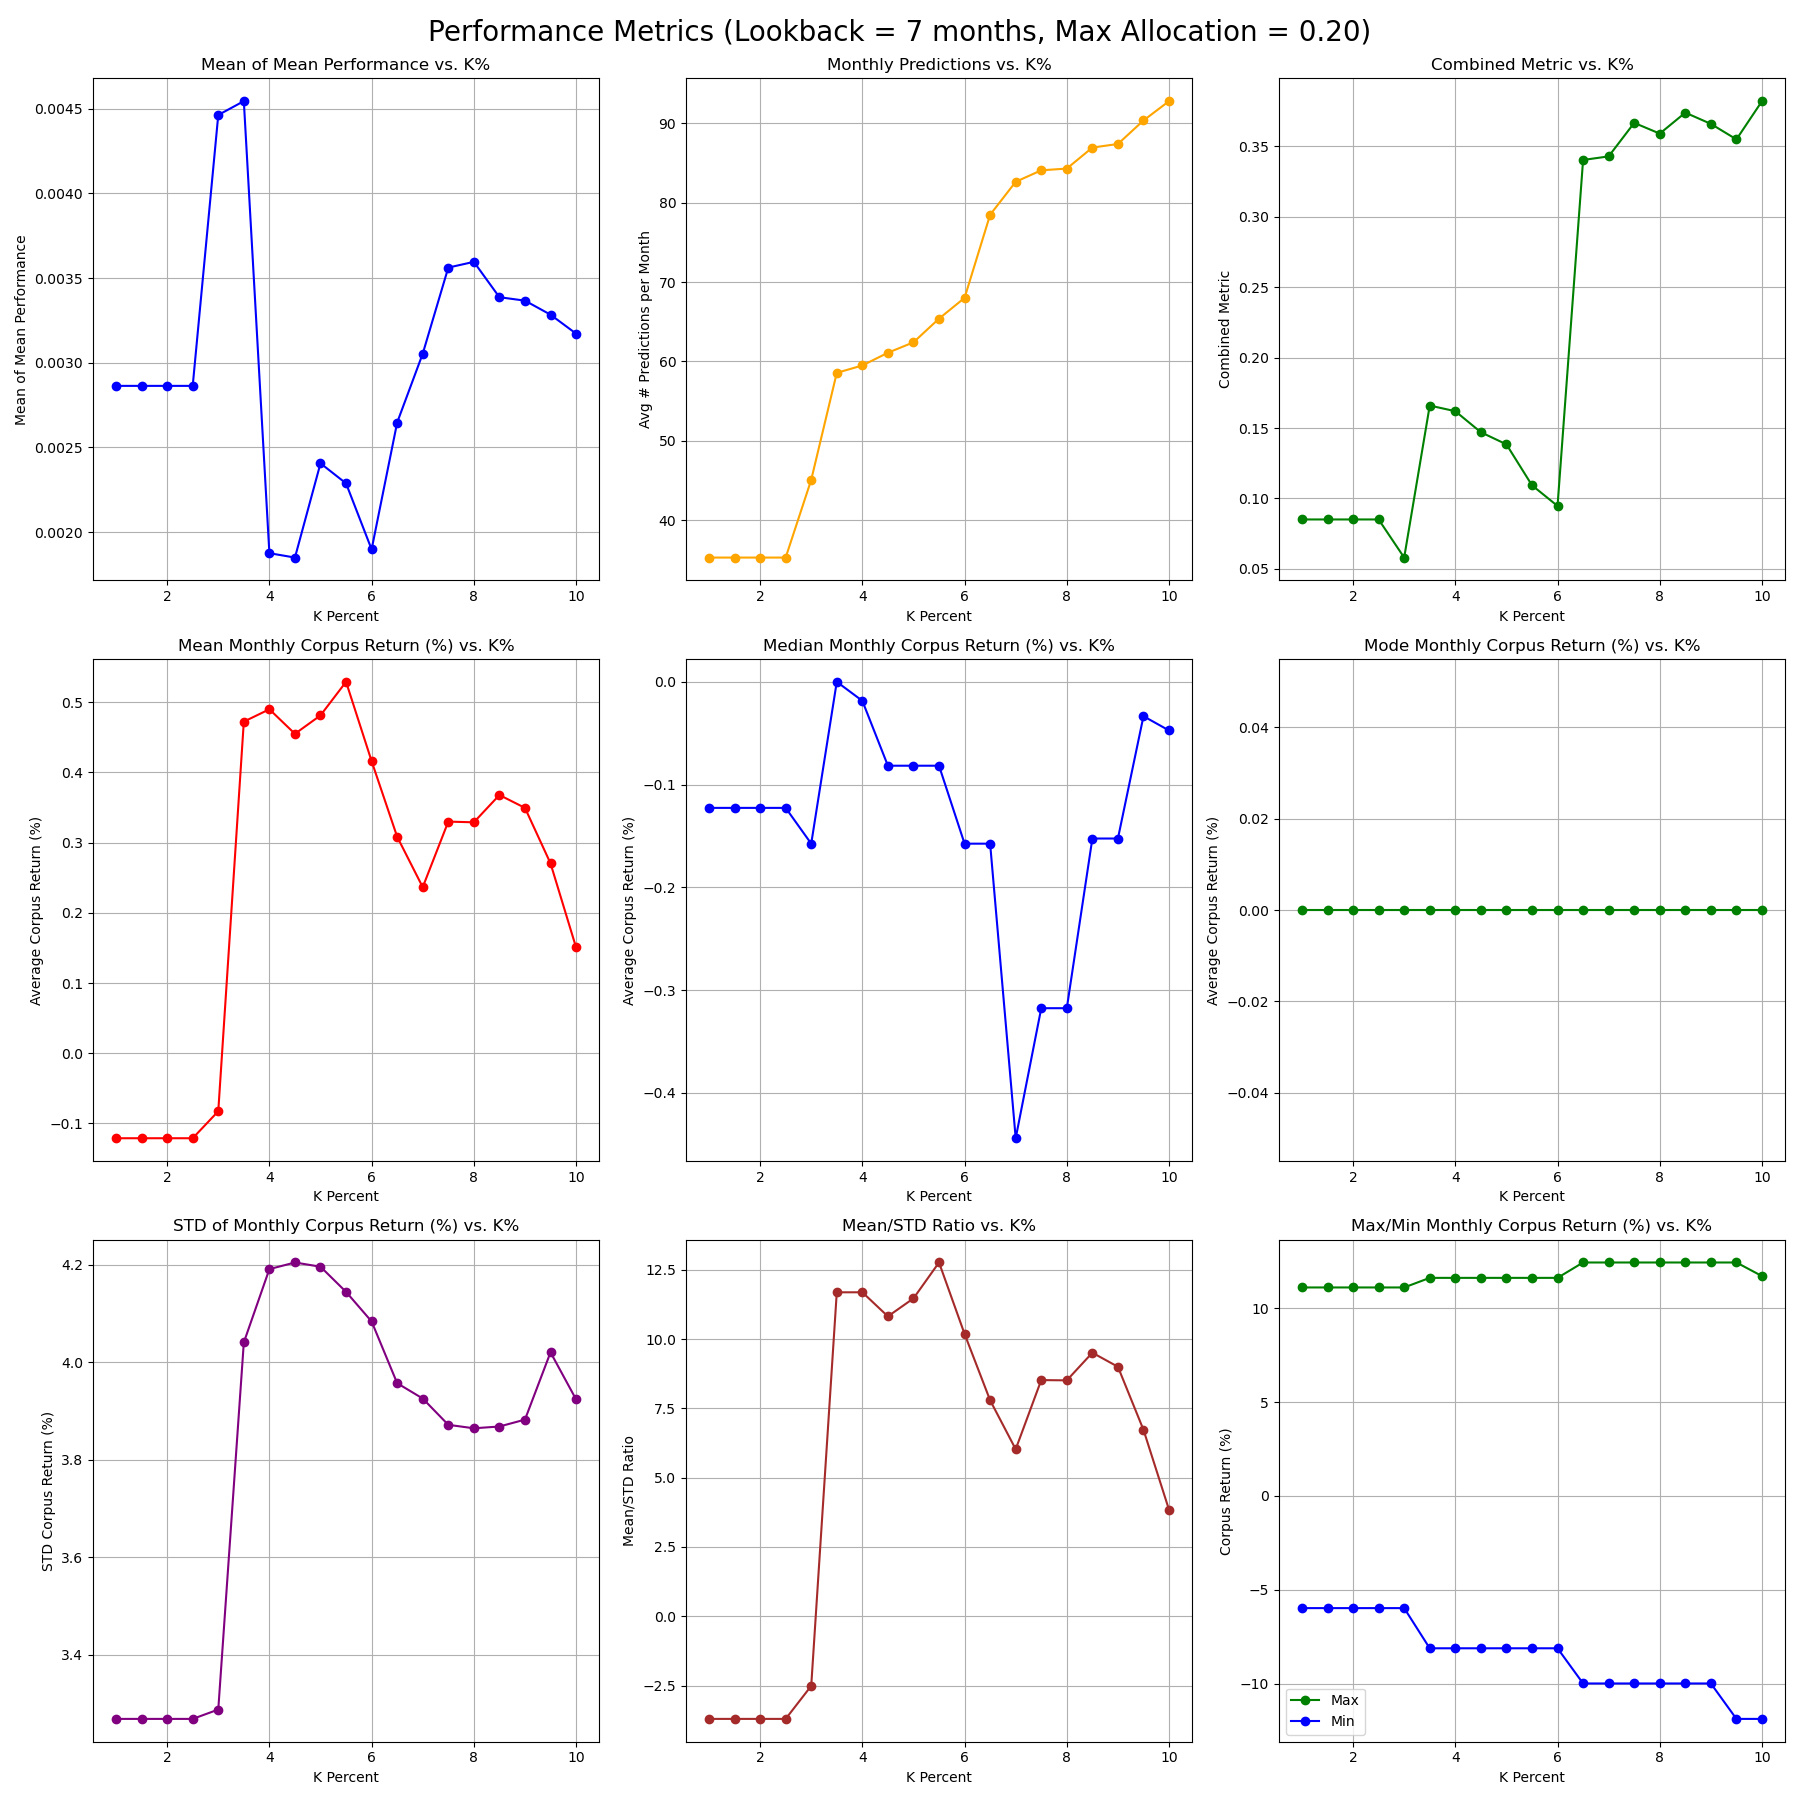 Performance Metrics (Lookback = 7 months, Max Allocation = 0.20)
Mean of Mean Performance vs. K%
Mean of Mean Performance
0.0045
0.0040
0.0035
0.0030
0.0025
0.0020
2 4 6 8 10
K Percent
Monthly Predictions vs. K%
Avg # Predictions per Month
90
80
70
60
50
40
2 4 6 8 10
K Percent
Combined Metric vs. K%
Combined Metric
0.35
0.30
0.25
0.20
0.15
0.10
0.05
2 4 6 8 10
K Percent
Mean Monthly Corpus Return (%) vs. K%
Average Corpus Return (%)
0.5
0.4
0.3
0.2
0.1
0.0
−0.1
2 4 6 8 10
K Percent
Median Monthly Corpus Return (%) vs. K%
Average Corpus Return (%)
0.0
−0.1
−0.2
−0.3
−0.4
2 4 6 8 10
K Percent
Mode Monthly Corpus Return (%) vs. K%
Average Corpus Return (%)
0.04
0.02
0.00
−0.02
−0.04
2 4 6 8 10
K Percent
STD of Monthly Corpus Return (%) vs. K%
STD Corpus Return (%)
4.2
4.0
3.8
3.6
3.4
2 4 6 8 10
K Percent
Mean/STD Ratio vs. K%
Mean/STD Ratio
12.5
10.0
7.5
5.0
2.5
0.0
−2.5
2 4 6 8 10
K Percent
Max/Min Monthly Corpus Return (%) vs. K%
Corpus Return (%)
10
5
0
−5
−10
Max
Min
2 4 6 8 10
K Percent